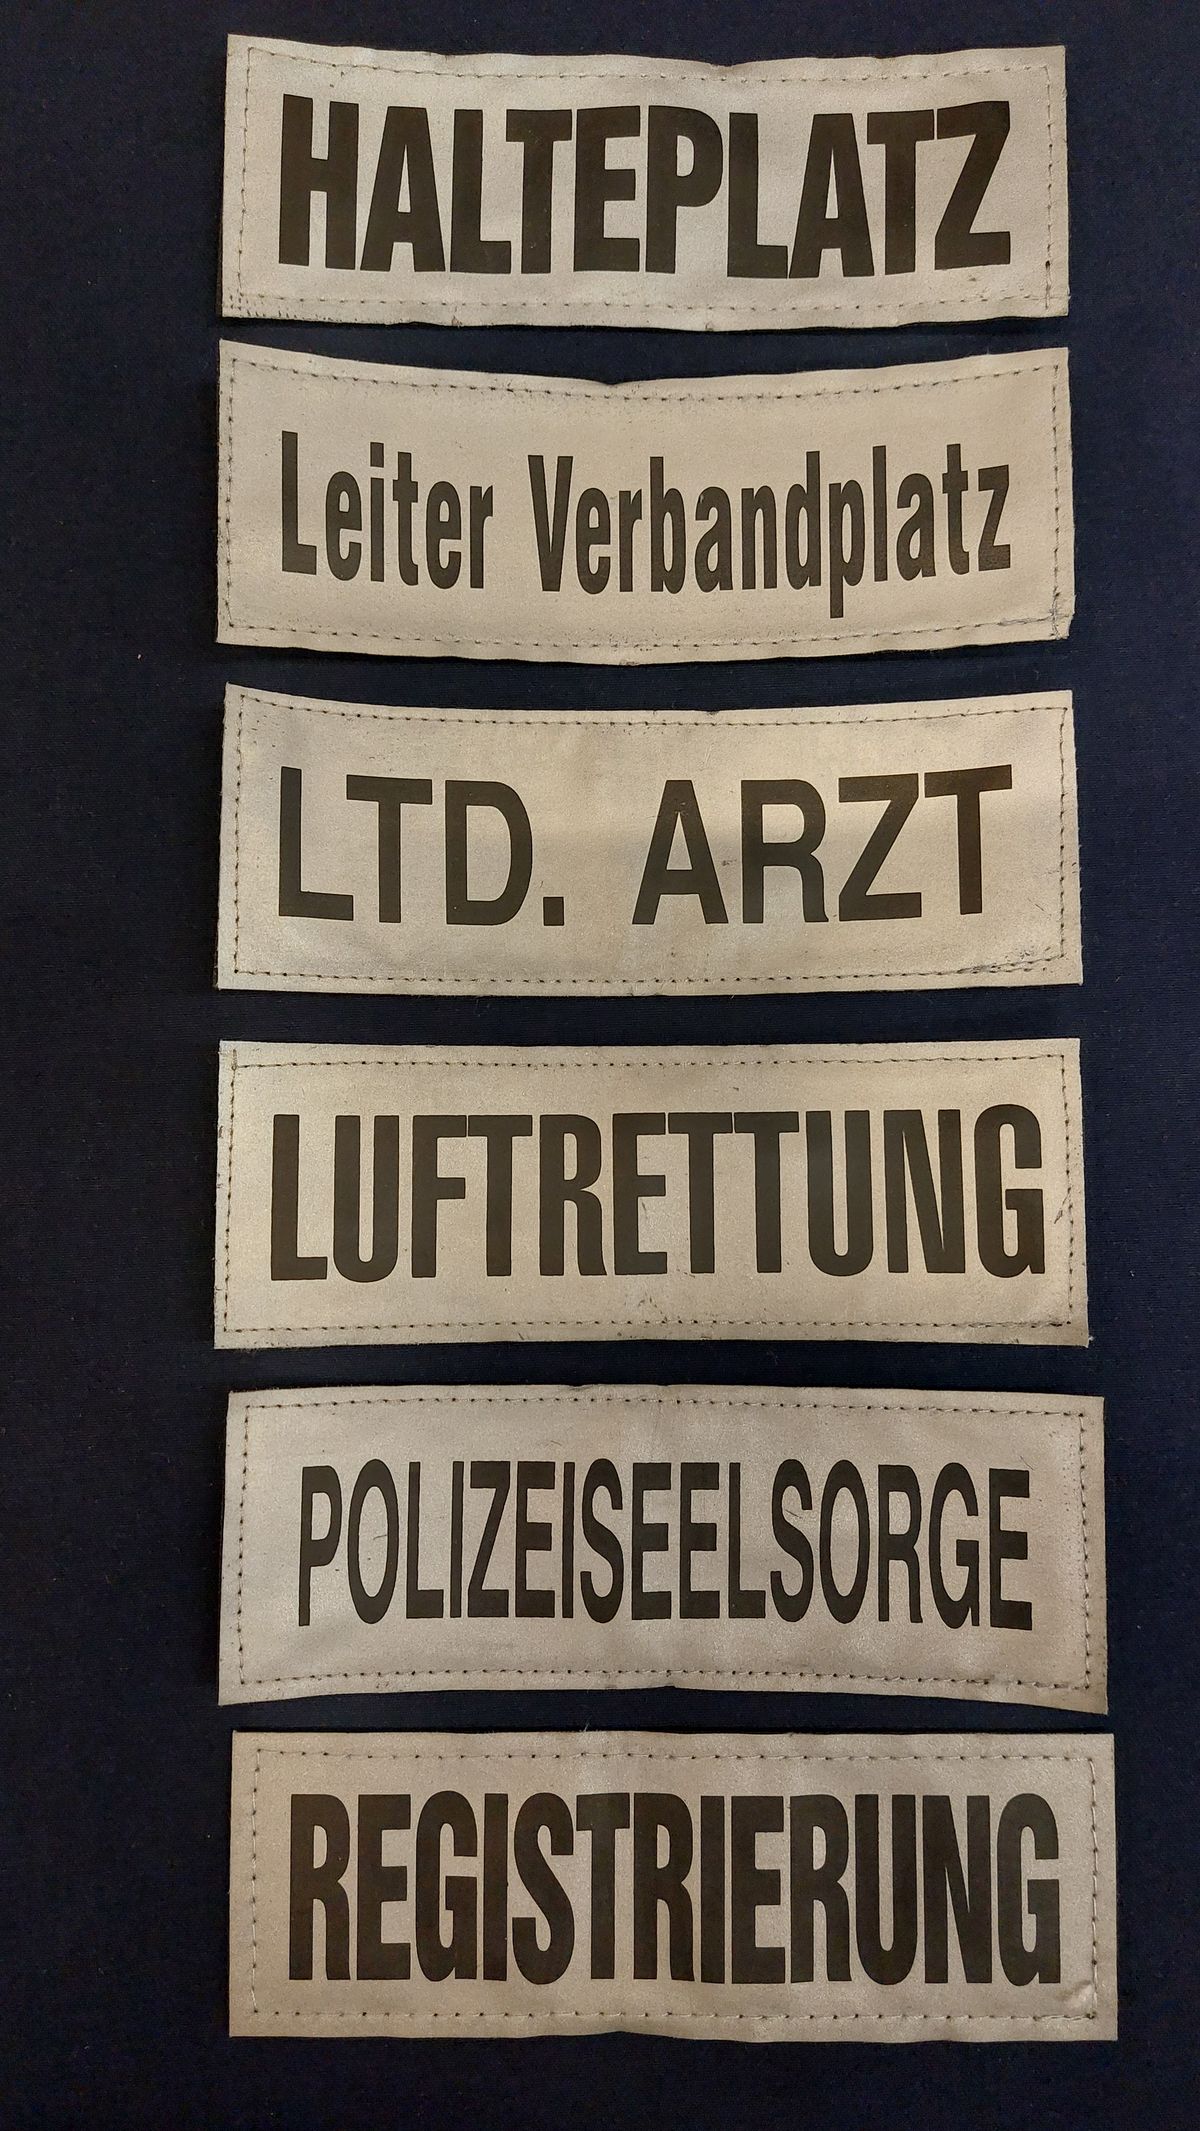 HALTEPLATZ
Leiter Verbandplatz
LTD. ARZT
LUFTRETTUNG
POLIZEISEELSORGE
REGISTRIERUNG